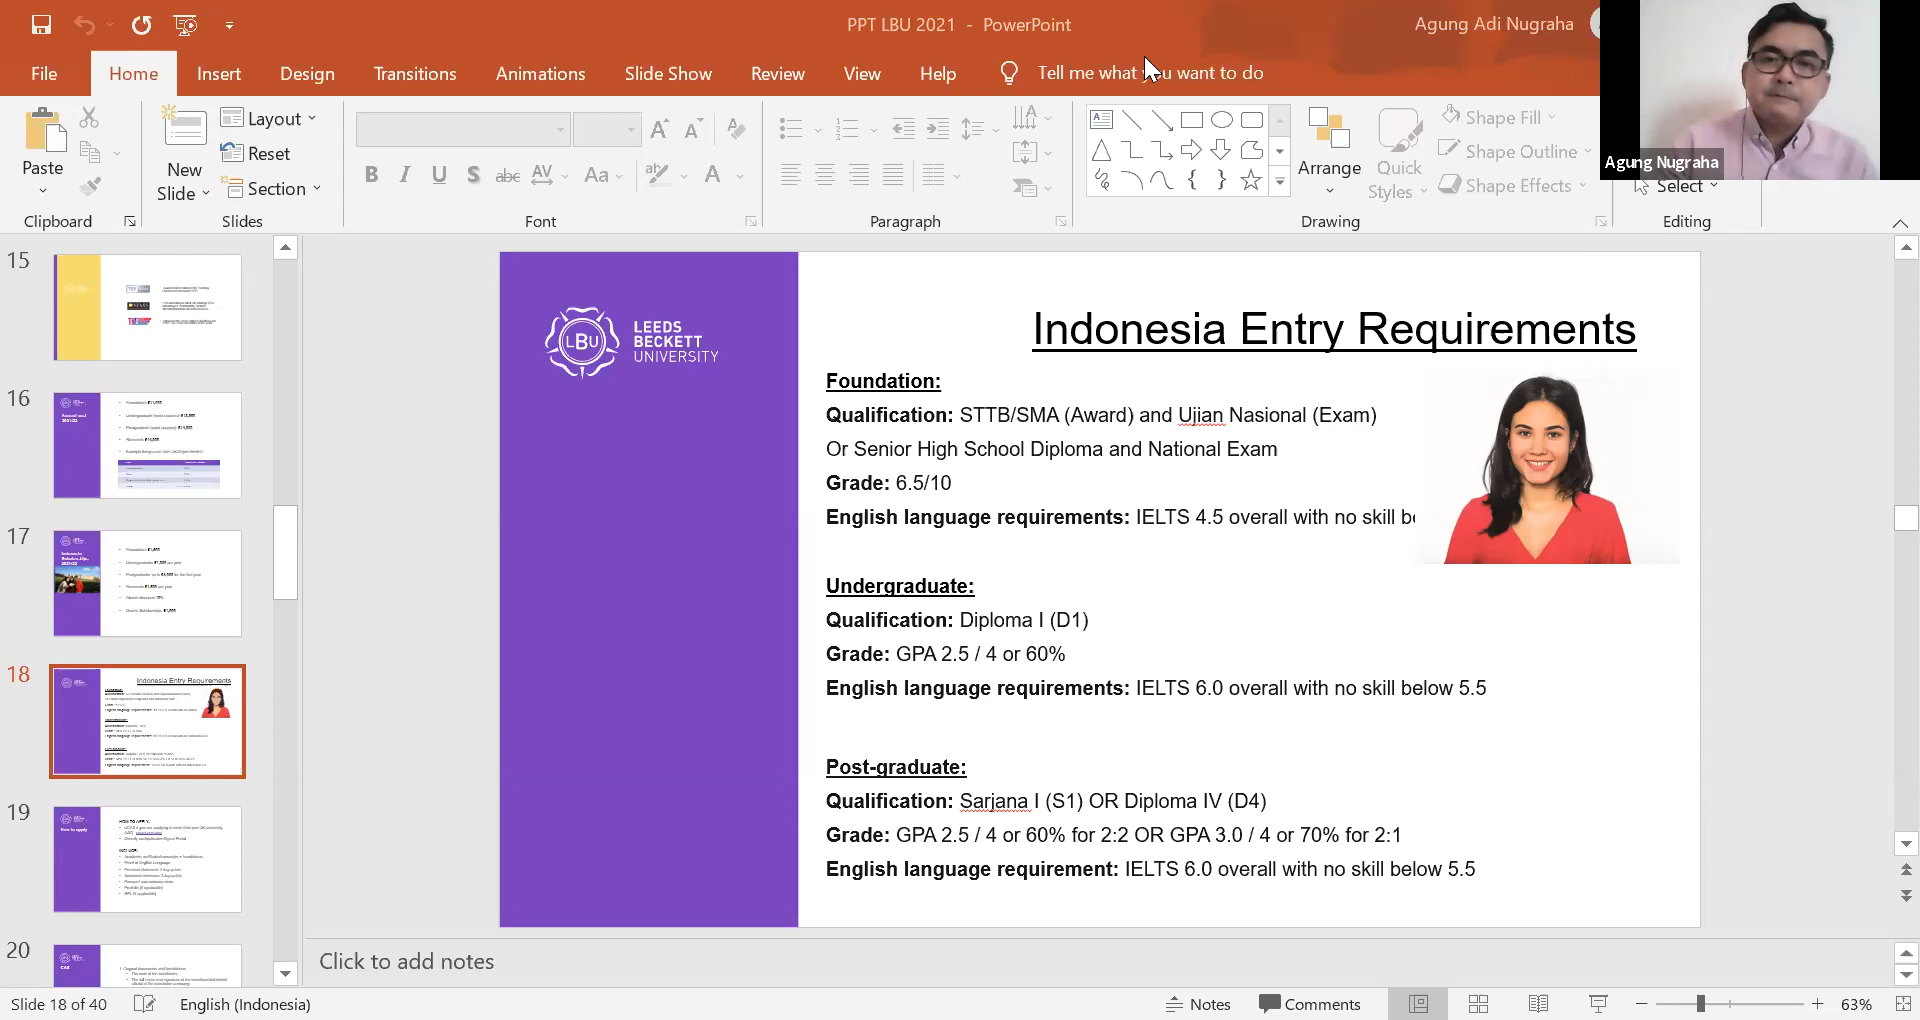 PPT LBU 2021 - PowerPoint
Agung Adi Nugraha
File Home Insert Design Transitions Animations Slide Show Review View Help Tell me what you want to do
Agung Nugraha
Paste
New Slide
Layout
Reset
Section
B I U S abc AV Aa A
Arrange
Quick Styles
Shape Fill
Shape Outline
Shape Effects
Select
Clipboard Slides Font Paragraph Drawing Editing
15
16
17
18
19
20
LBU
LEEDS
BECKETT
UNIVERSITY
Indonesia Entry Requirements
Foundation:
Qualification: STTB/SMA (Award) and Ujian Nasional (Exam)
Or Senior High School Diploma and National Exam
Grade: 6.5/10
English language requirements: IELTS 4.5 overall with no skill be
Undergraduate:
Qualification: Diploma I (D1)
Grade: GPA 2.5 / 4 or 60%
English language requirements: IELTS 6.0 overall with no skill below 5.5
Post-graduate:
Qualification: Sarjana I (S1) OR Diploma IV (D4)
Grade: GPA 2.5 / 4 or 60% for 2:2 OR GPA 3.0 / 4 or 70% for 2:1
English language requirement: IELTS 6.0 overall with no skill below 5.5
Click to add notes
Slide 18 of 40 English (Indonesia) Notes Comments 63%